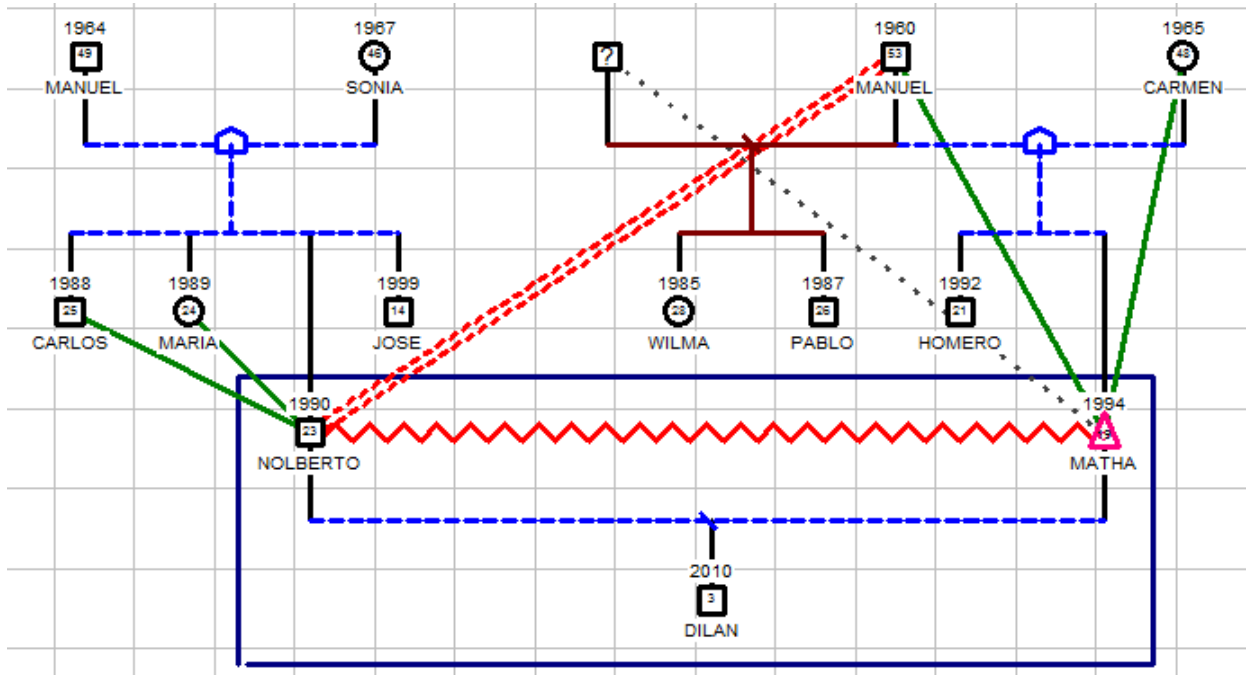 1964
1967
1960
1965
49
46
?
53
48
MANUEL
SONIA
MANUEL
CARMEN
1988
1989
1999
1985
1987
1992
25
24
14
28
26
21
CARLOS
MARIA
JOSE
WILMA
PABLO
HOMERO
1990
1994
23
19
NOLBERTO
MATHA
2010
3
DILAN